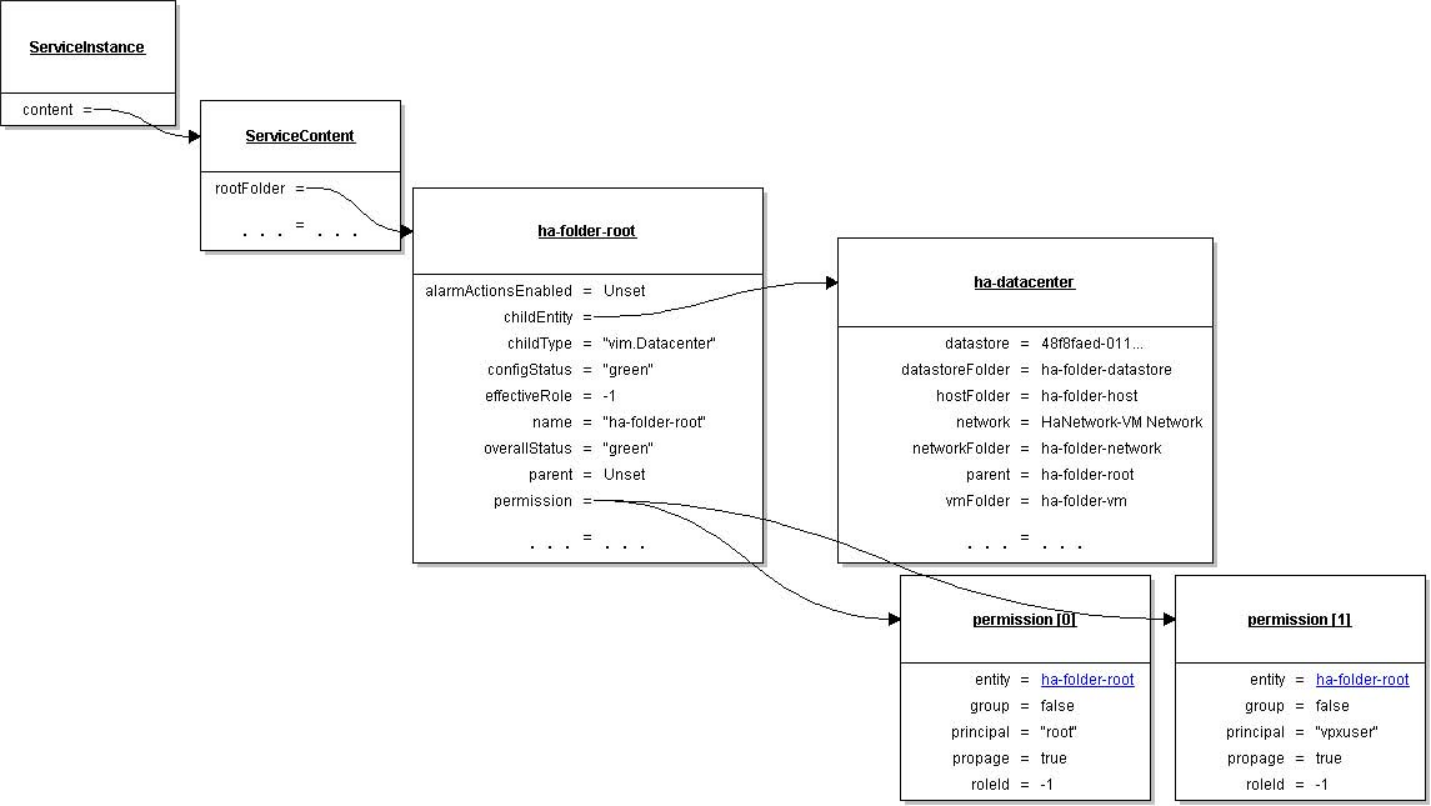 ServiceInstance
content =
ServiceContent
rootFolder =
. . . = . . .
ha-folder-root
alarmActionsEnabled = Unset
childEntity =
childType = "vim.Datacenter"
configStatus = "green"
effectiveRole = -1
name = "ha-folder-root"
overallStatus = "green"
parent = Unset
permission =
. . . = . . .
ha-datacenter
datastore = 48f8faed-011...
datastoreFolder = ha-folder-datastore
hostFolder = ha-folder-host
network = HaNetwork-VM Network
networkFolder = ha-folder-network
parent = ha-folder-root
vmFolder = ha-folder-vm
. . . = . . .
permission [0]
entity = ha-folder-root
group = false
principal = "root"
propage = true
roleId = -1
permission [1]
entity = ha-folder-root
group = false
principal = "vpxuser"
propage = true
roleId = -1